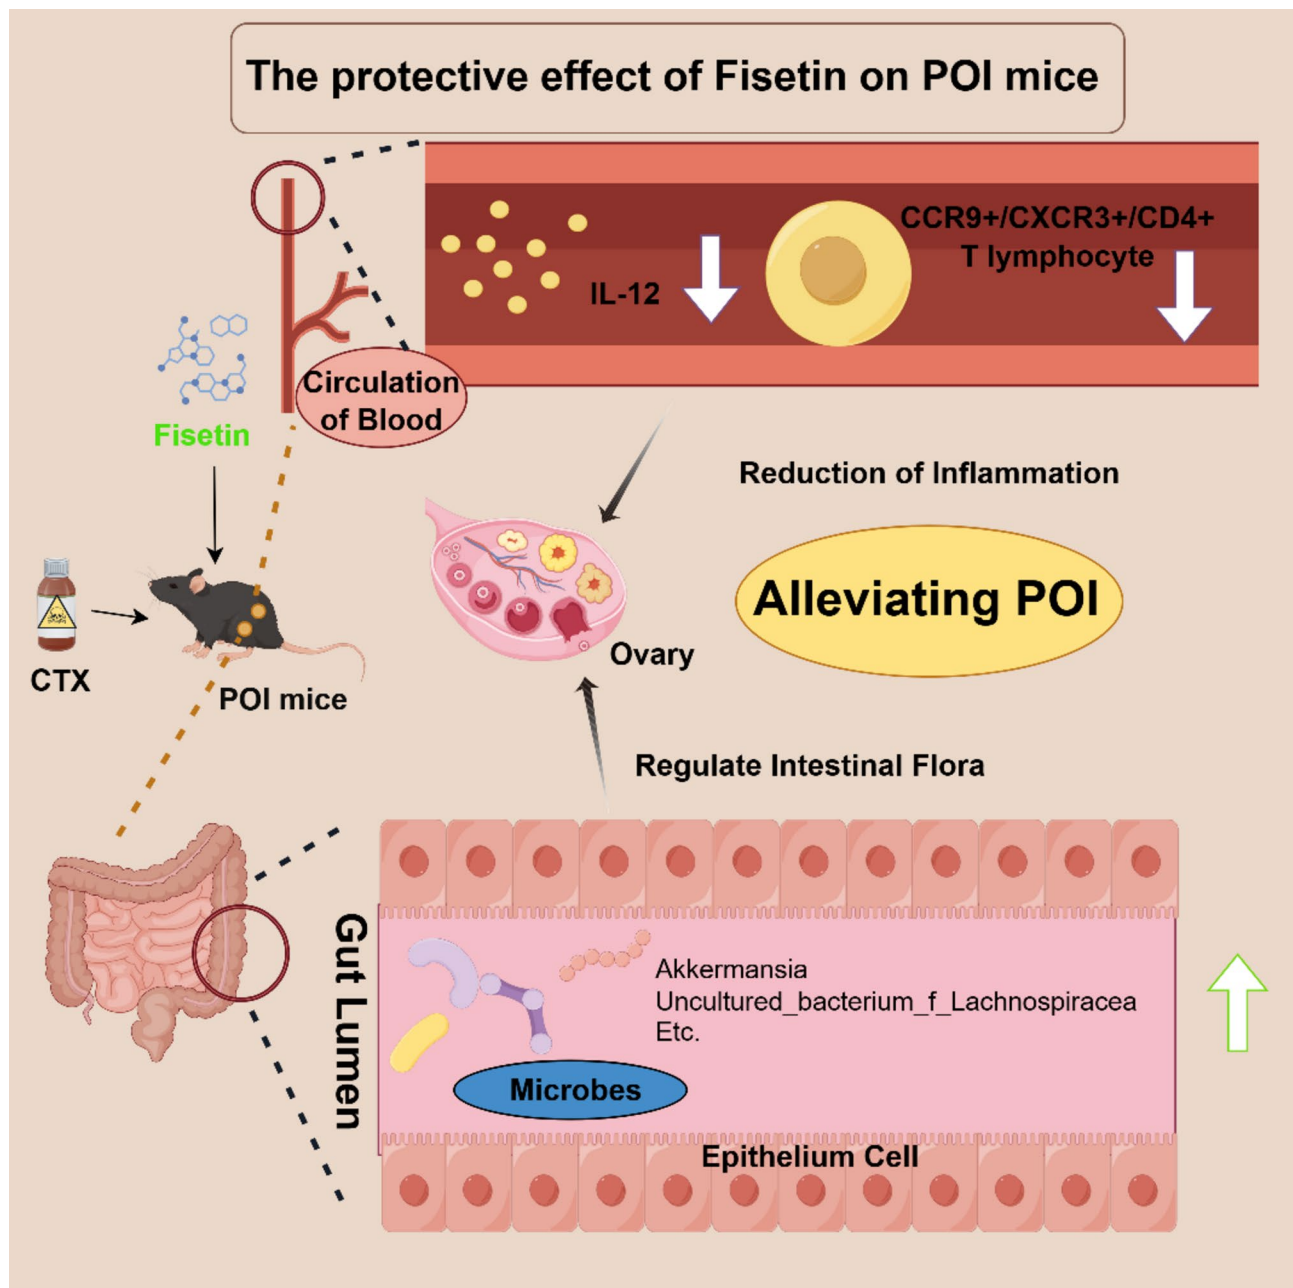 The protective effect of Fisetin on POI mice
CCR9+/CXCR3+/CD4+
T lymphocyte
IL-12
Circulation
of Blood
Fisetin
Reduction of Inflammation
Alleviating POI
Ovary
CTX
POI mice
Regulate Intestinal Flora
Gut Lumen
Akkermansia
Uncultured_bacterium_f_Lachnospiracea
Etc.
Microbes
Epithelium Cell